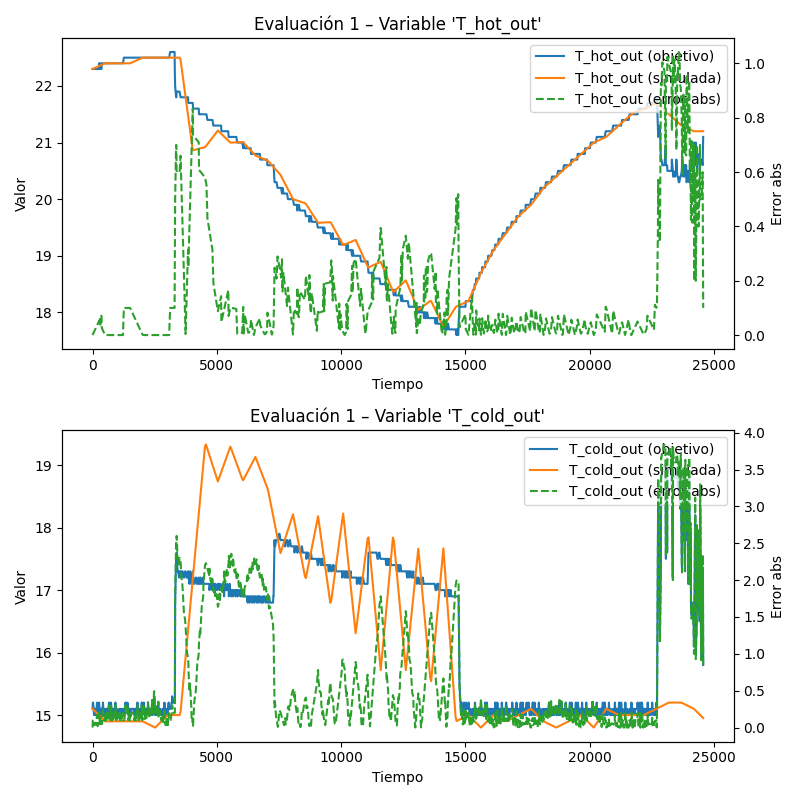 Evaluación 1 – Variable 'T_hot_out'
T_hot_out (objetivo)
T_hot_out (simulada)
T_hot_out (error abs)
22
21
20
19
18
Valor
1.0
0.8
0.6
0.4
0.2
0.0
Error abs
0 5000 10000 15000 20000 25000
Tiempo
Evaluación 1 – Variable 'T_cold_out'
T_cold_out (objetivo)
T_cold_out (simulada)
T_cold_out (error abs)
19
18
17
16
15
Valor
4.0
3.5
3.0
2.5
2.0
1.5
1.0
0.5
0.0
Error abs
0 5000 10000 15000 20000 25000
Tiempo